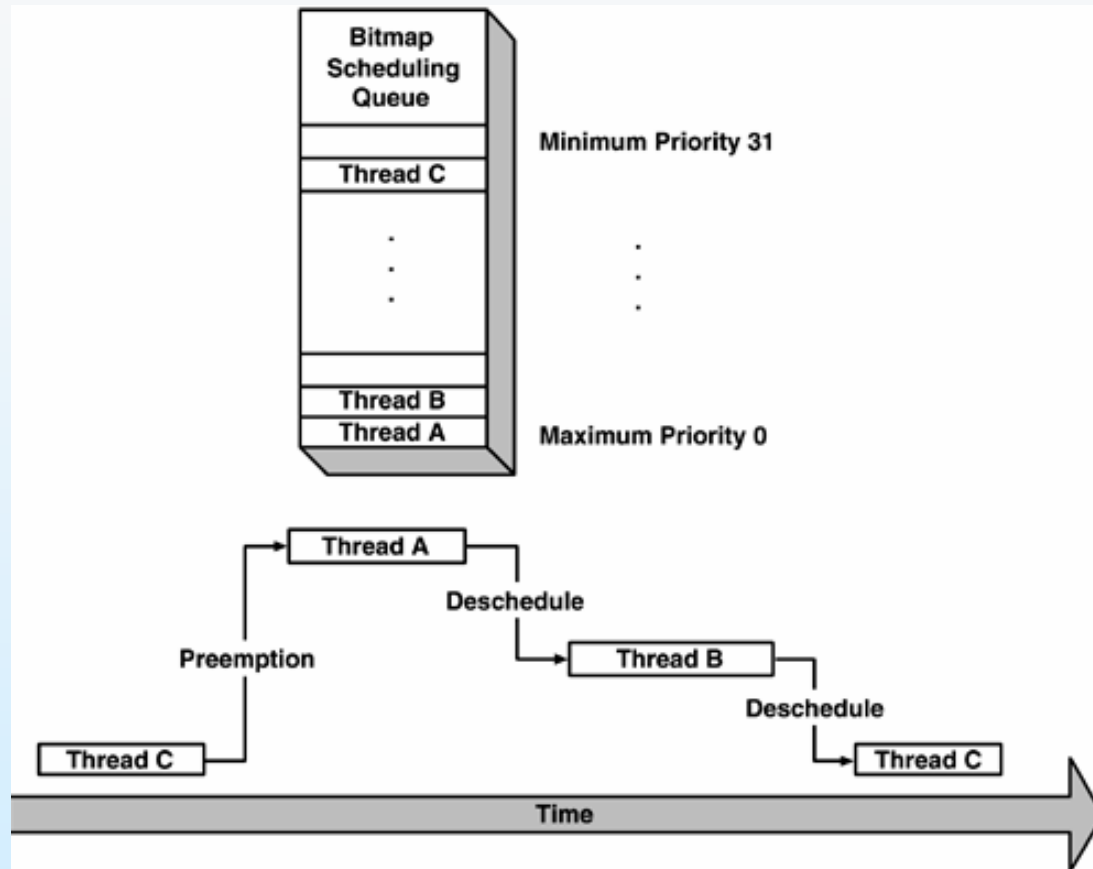 Bitmap
Scheduling
Queue
Minimum Priority 31
Thread C
Thread B
Thread A
Maximum Priority 0
Thread A
Deschedule
Preemption
Thread B
Deschedule
Thread C
Thread C
Time